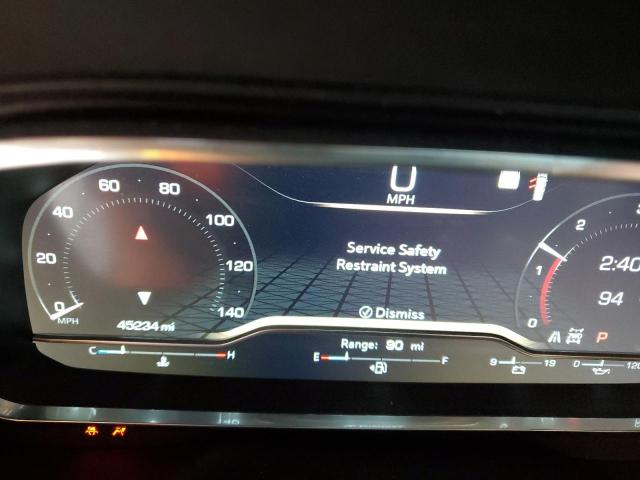 0
MPH
60 80
40 100
20 120
0 140
MPH
45234 mi
Service Safety
Restraint System
Dismiss
2
1
0
2:40
94
P
C H
Range: 90 mi
E F
9 19
0 120